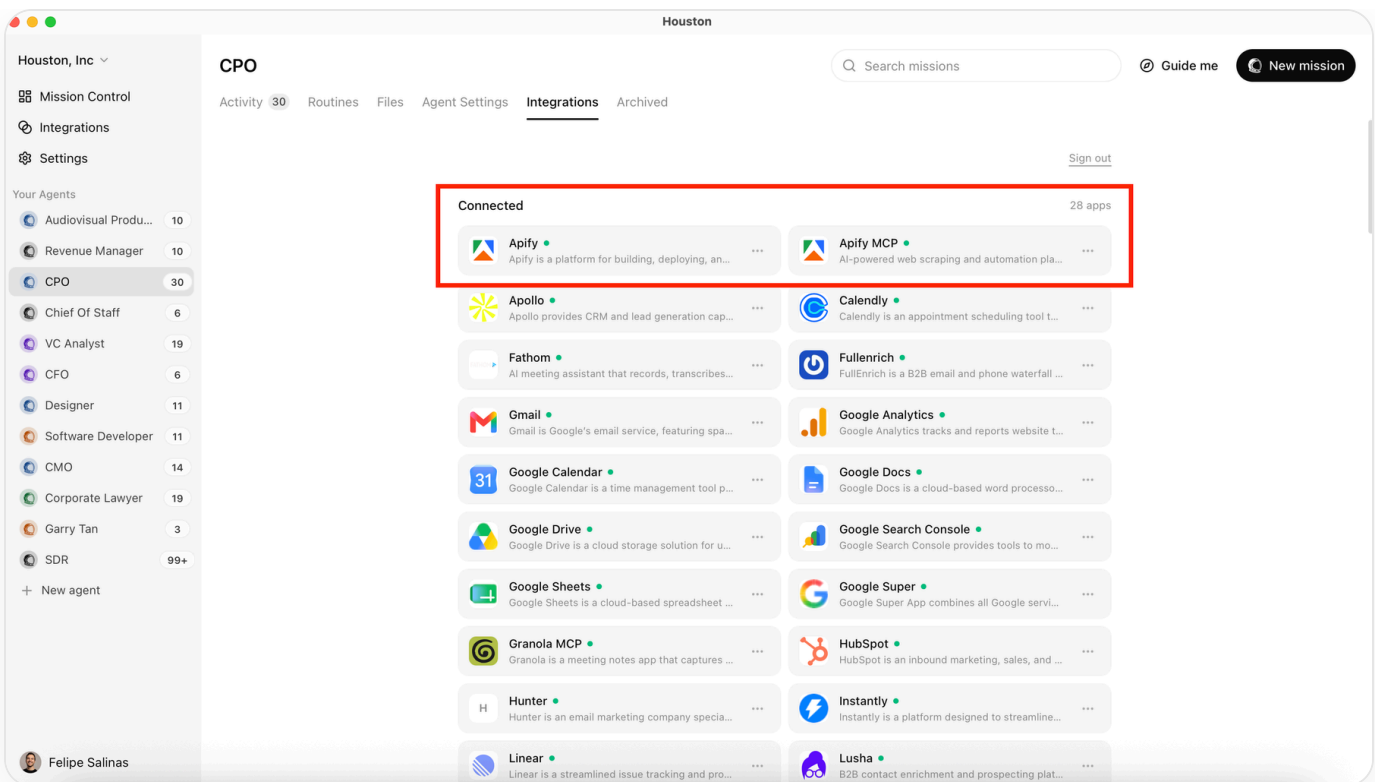 Houston
Houston, Inc
Mission Control
Integrations
Settings
Your Agents
Audiovisual Produ... 10
Revenue Manager 10
CPO 30
Chief Of Staff 6
VC Analyst 19
CFO 6
Designer 11
Software Developer 11
CMO 14
Corporate Lawyer 19
Garry Tan 3
SDR 99+
+ New agent
Felipe Salinas
CPO
Search missions
Guide me
New mission
Activity 30 Routines Files Agent Settings Integrations Archived
Sign out
Connected 28 apps
Apify
Apify is a platform for building, deploying, an...
Apify MCP
AI-powered web scraping and automation pla...
Apollo
Apollo provides CRM and lead generation cap...
Calendly
Calendly is an appointment scheduling tool t...
Fathom
AI meeting assistant that records, transcribes...
Fullenrich
FullEnrich is a B2B email and phone waterfall ...
Gmail
Gmail is Google's email service, featuring spa...
Google Analytics
Google Analytics tracks and reports website t...
31
Google Calendar
Google Calendar is a time management tool p...
Google Docs
Google Docs is a cloud-based word processo...
Google Drive
Google Drive is a cloud storage solution for u...
Google Search Console
Google Search Console provides tools to mo...
Google Sheets
Google Sheets is a cloud-based spreadsheet ...
Google Super
Google Super App combines all Google servi...
Granola MCP
Granola is a meeting notes app that captures ...
HubSpot
HubSpot is an inbound marketing, sales, and ...
H
Hunter
Hunter is an email marketing company specia...
Instantly
Instantly is a platform designed to streamline...
Linear
Linear is a streamlined issue tracking and pro...
Lusha
B2B contact enrichment and prospecting plat...